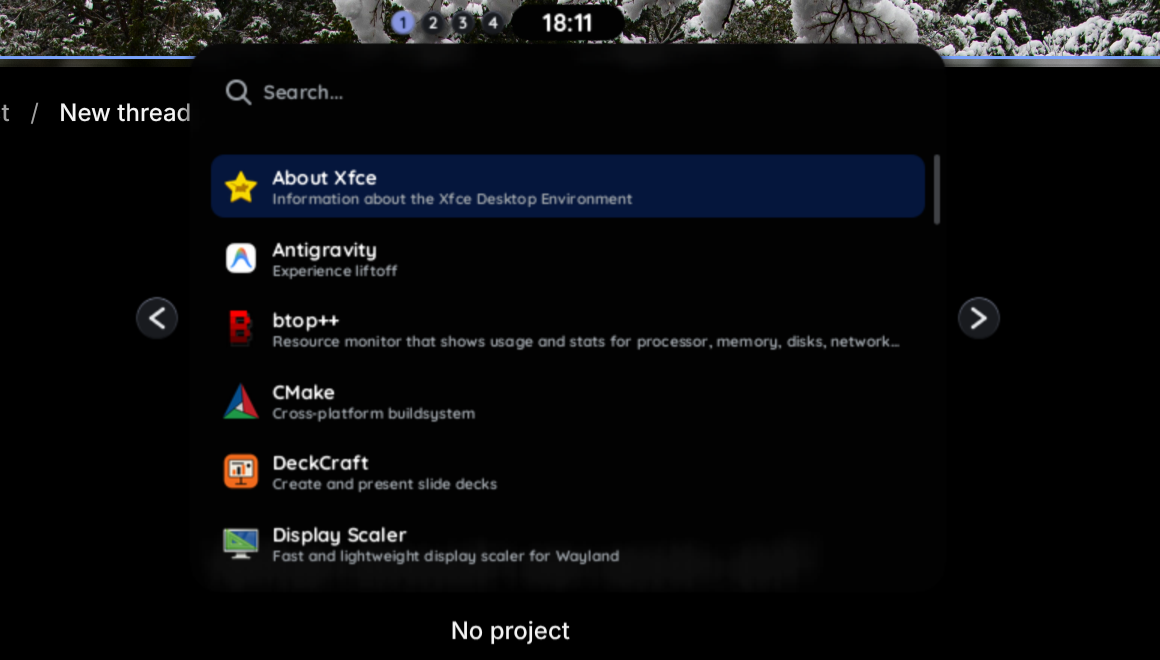 1 2 3 4 18:11
Search...
t / New thread
About Xfce
Information about the Xfce Desktop Environment
Antigravity
Experience liftoff
btop++
Resource monitor that shows usage and stats for processor, memory, disks, network...
CMake
Cross-platform buildsystem
DeckCraft
Create and present slide decks
Display Scaler
Fast and lightweight display scaler for Wayland
No project